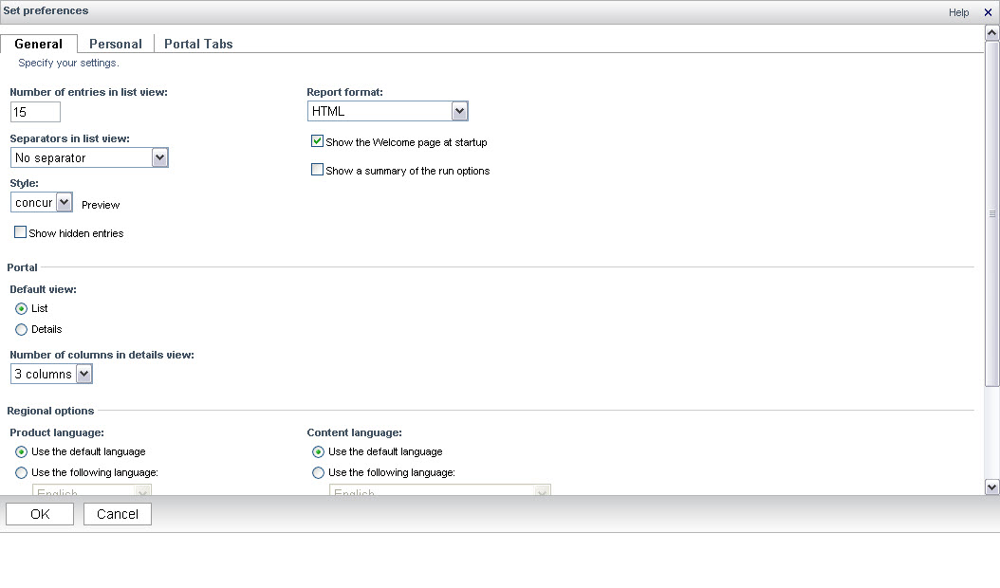 Set preferences
Help
General Personal Portal Tabs
Specify your settings.
Number of entries in list view:
15
Separators in list view:
No separator
Style:
concur Preview
Show hidden entries
Report format:
HTML
Show the Welcome page at startup
Show a summary of the run options
Portal
Default view:
List
Details
Number of columns in details view:
3 columns
Regional options
Product language:
Use the default language
Use the following language:
English
Content language:
Use the default language
Use the following language:
English
OK Cancel